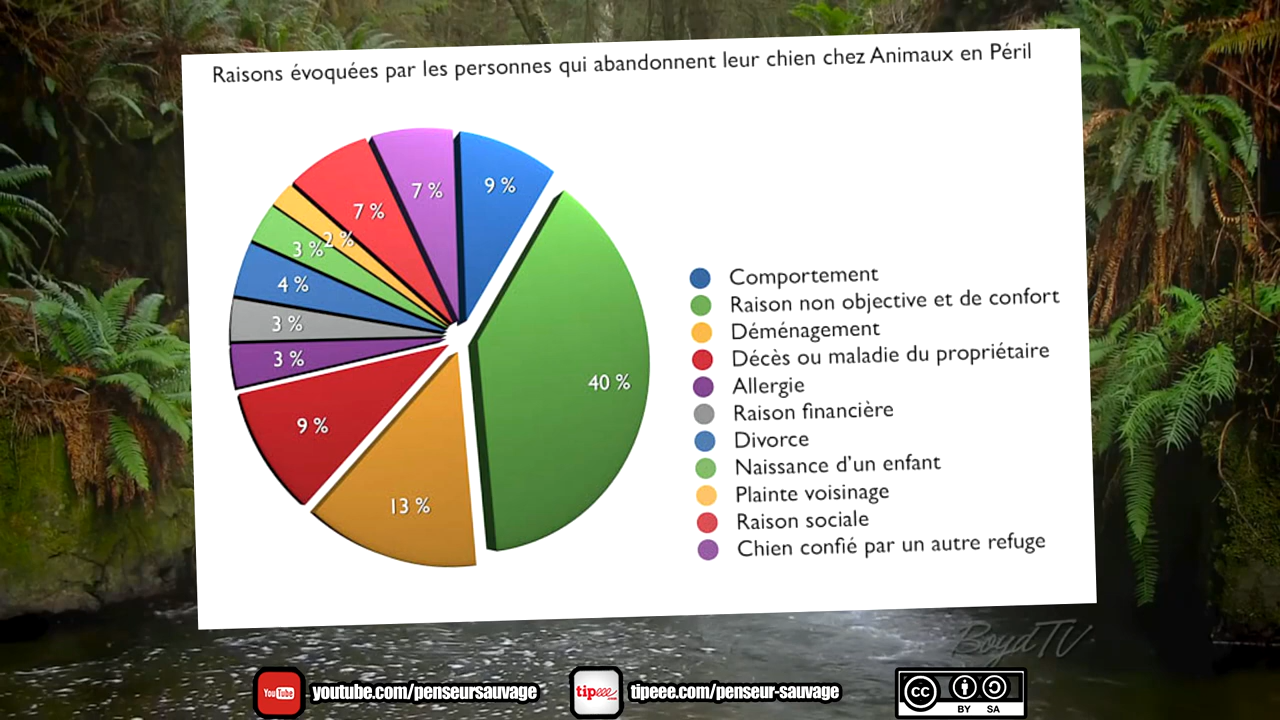 Raisons évoquées par les personnes qui abandonnent leur chien chez Animaux en Péril
7 %
9 %
7 %
2 %
3 %
4 %
3 %
3 %
40 %
9 %
13 %
Comportement
Raison non objective et de confort
Déménagement
Décès ou maladie du propriétaire
Allergie
Raison financière
Divorce
Naissance d'un enfant
Plainte voisinage
Raison sociale
Chien confié par un autre refuge
BoydTV
YouTube
youtube.com/penseursauvage
tipeee
tipeee.com/penseur-sauvage
cc
BY SA